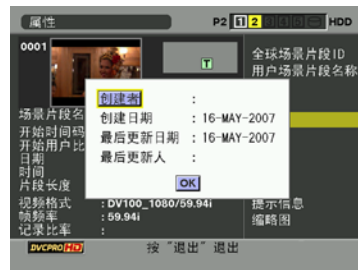 属性
P2 1 2 HDD
0001
T
全球场景片段ID
用户场景片段名称
创建者 :
创建日期 : 16-MAY-2007
最后更新日期 : 16-MAY-2007
最后更新人 :
OK
场景片段名
开始时间码
开始用户比
日期
时间
片段长度
视频格式 : DV100_1080/59.94i
帧频率 : 59.94i
记录比率 :
提示信息
缩略图
DVCPRO HD
按 "退出" 退出